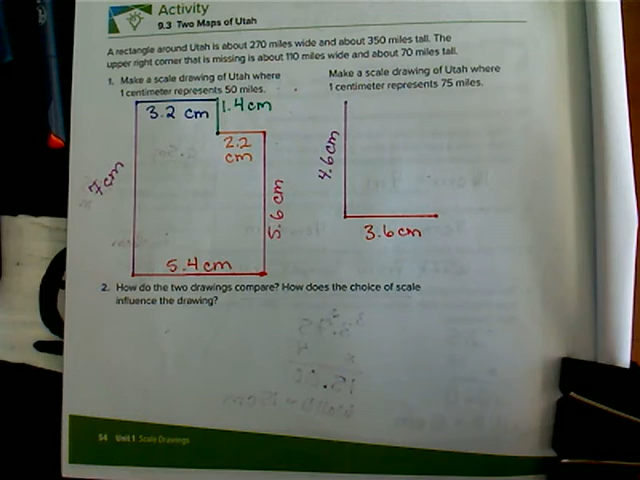 Activity
9.3 Two Maps of Utah
A rectangle around Utah is about 270 miles wide and about 350 miles tall. The
upper right corner that is missing is about 110 miles wide and about 70 miles tall.
1. Make a scale drawing of Utah where
1 centimeter represents 50 miles.
Make a scale drawing of Utah where
1 centimeter represents 75 miles.
3.2 cm
1.4cm
2.2
cm
7cm
5.6 cm
5.4cm
4.6cm
3.6cm
2. How do the two drawings compare? How does the choice of scale
influence the drawing?
54 Unit 1 Scale Drawings